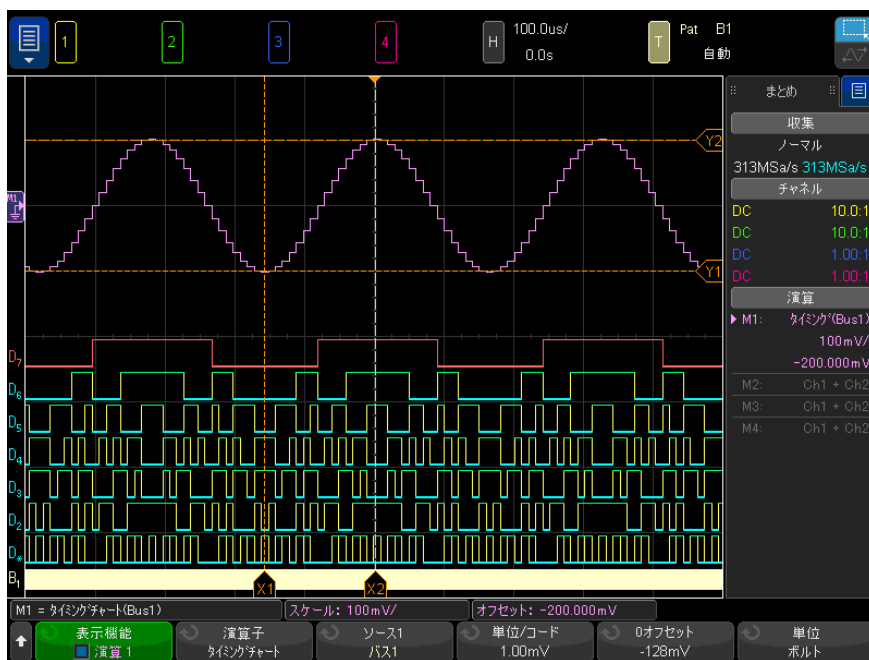 1 2 3 4 H 100.0us/ 0.0s T Pat B1 自動
まとめ
収集
ノーマル
313MSa/s 313MSa/s
チャネル
DC 10.0:1
DC 10.0:1
DC 1.00:1
DC 1.00:1
演算
M1: タイミング(Bus1)
100mV/
-200.000mV
M2: Ch1 + Ch2
M3: Ch1 + Ch2
M4: Ch1 + Ch2
Y2
M1
Y1
D7
D6
D5
D4
D3
D2
D*
B1
X1 X2
M1 = タイミングチャート(Bus1) スケール: 100mV/ オフセット: -200.000mV
表示機能 演算子 ソース1 単位/コード 0オフセット 単位
演算 1 タイミングチャート バス1 1.00mV -128mV ボルト